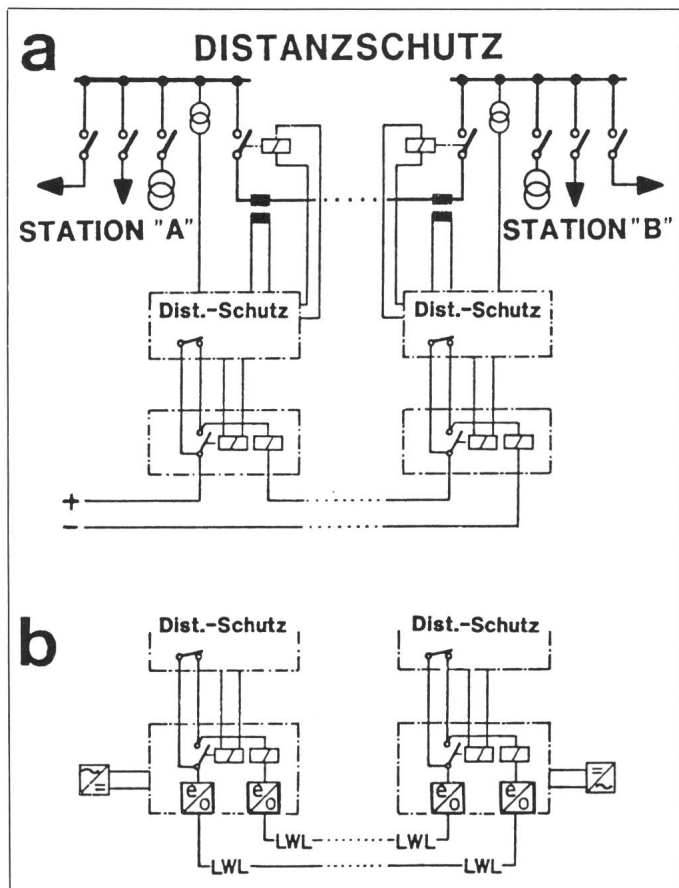 a
DISTANZSCHUTZ
STATION "A"
STATION "B"
Dist.-Schutz
Dist.-Schutz
+
−
b
Dist.-Schutz
Dist.-Schutz
e/o
e/o
e/o
e/o
LWL
LWL
LWL
LWL